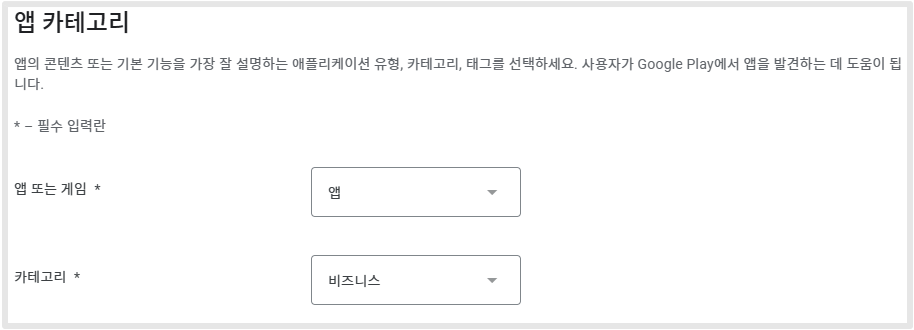 앱 카테고리
앱의 콘텐츠 또는 기본 기능을 가장 잘 설명하는 애플리케이션 유형, 카테고리, 태그를 선택하세요. 사용자가 Google Play에서 앱을 발견하는 데 도움이 됩
니다.
* – 필수 입력란
앱 또는 게임 * 앱
카테고리 * 비즈니스